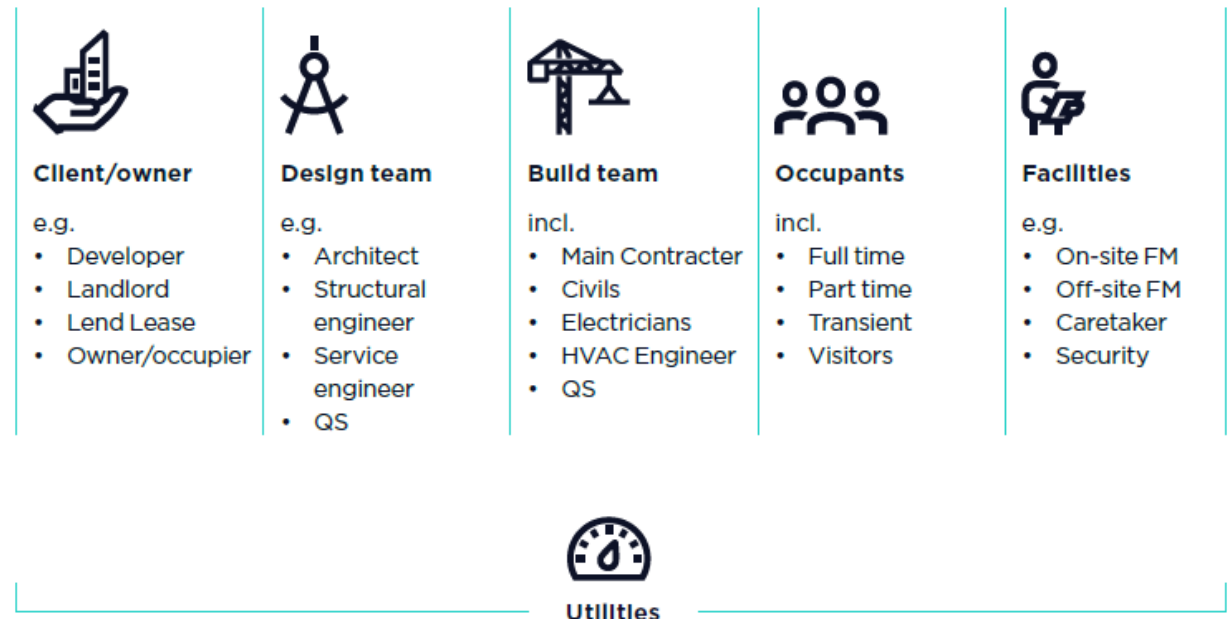 Client/owner
e.g.
• Developer
• Landlord
• Lend Lease
• Owner/occupier
Design team
e.g.
• Architect
• Structural
engineer
• Service
engineer
• QS
Build team
incl.
• Main Contracter
• Civils
• Electricians
• HVAC Engineer
• QS
Occupants
incl.
• Full time
• Part time
• Transient
• Visitors
Facilities
e.g.
• On-site FM
• Off-site FM
• Caretaker
• Security
Utilities